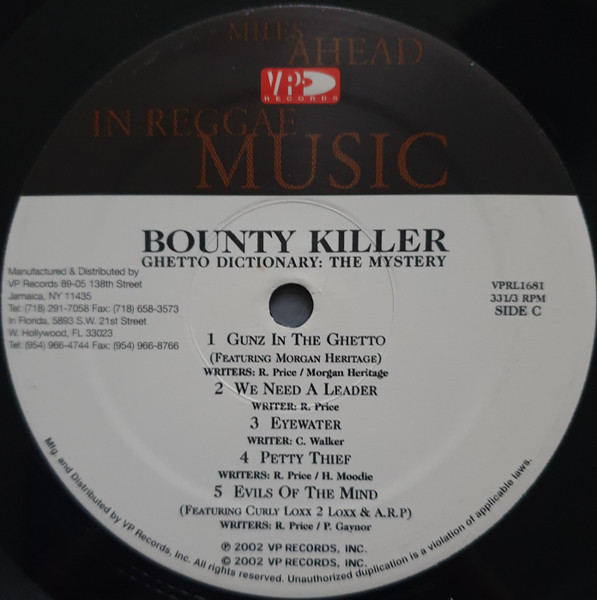 MILES
AHEAD
VP
RECORDS
IN REGGAE
MUSIC
BOUNTY KILLER
GHETTO DICTIONARY: THE MYSTERY
Manufactured & Distributed by
VP Records 89-05 138th Street
Jamaica, NY 11435
Tel: (718) 291-7058 Fax: (718) 658-3573
In Florida, 5893 S.W. 21st Street
W. Hollywood, FL 33023
Tel: (954) 966-4744 Fax: (954) 966-8766
VPRL1681
331/3 RPM
SIDE C
1 GUNZ IN THE GHETTO
(FEATURING MORGAN HERITAGE)
WRITERS: R. Price / Morgan Heritage
2 WE NEED A LEADER
WRITER: R. Price
3 EYEWATER
WRITER: C. Walker
4 PETTY THIEF
WRITERS: R. Price / H. Moodie
5 EVILS OF THE MIND
(FEATURING CURLY LOXX 2 LOXX & A.R.P)
WRITERS: R. Price / P. Gaynor
℗ 2002 VP RECORDS, INC.
© 2002 VP RECORDS, INC.
Mfg. and Distributed by VP Records, Inc. All rights reserved. Unauthorized duplication is a violation of applicable laws.